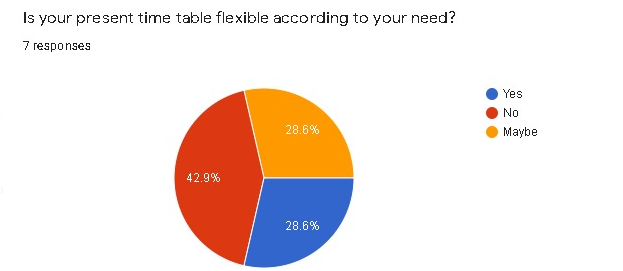 Is your present time table flexible according to your need?
7 responses
Yes
No
Maybe
28.6%
42.9%
28.6%